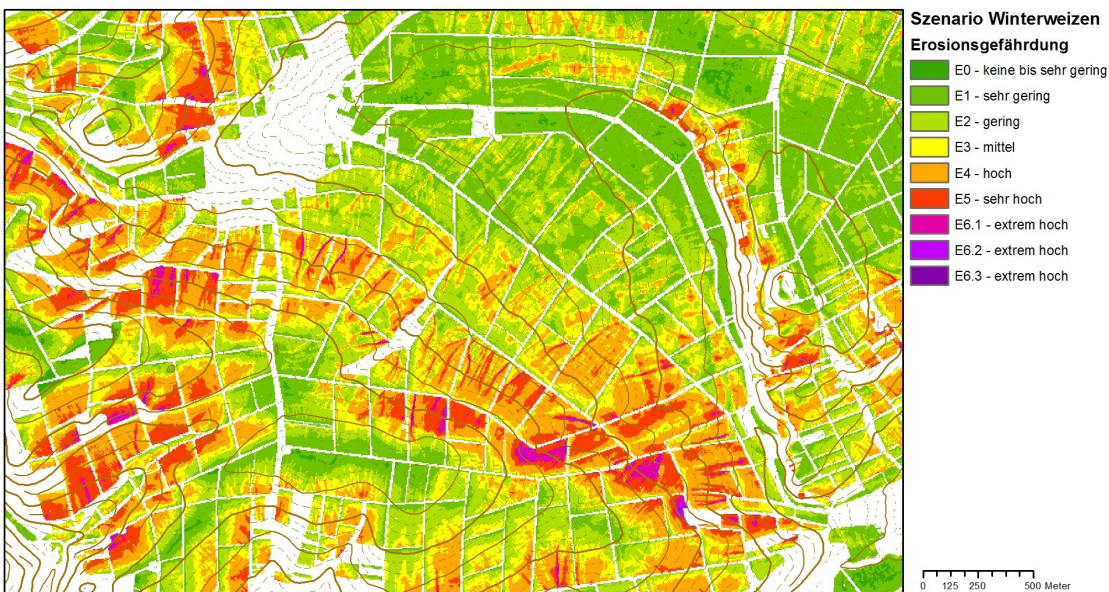 Szenario Winterweizen
Erosionsgefährdung
E0 - keine bis sehr gering
E1 - sehr gering
E2 - gering
E3 - mittel
E4 - hoch
E5 - sehr hoch
E6.1 - extrem hoch
E6.2 - extrem hoch
E6.3 - extrem hoch
0 125 250 500 Meter